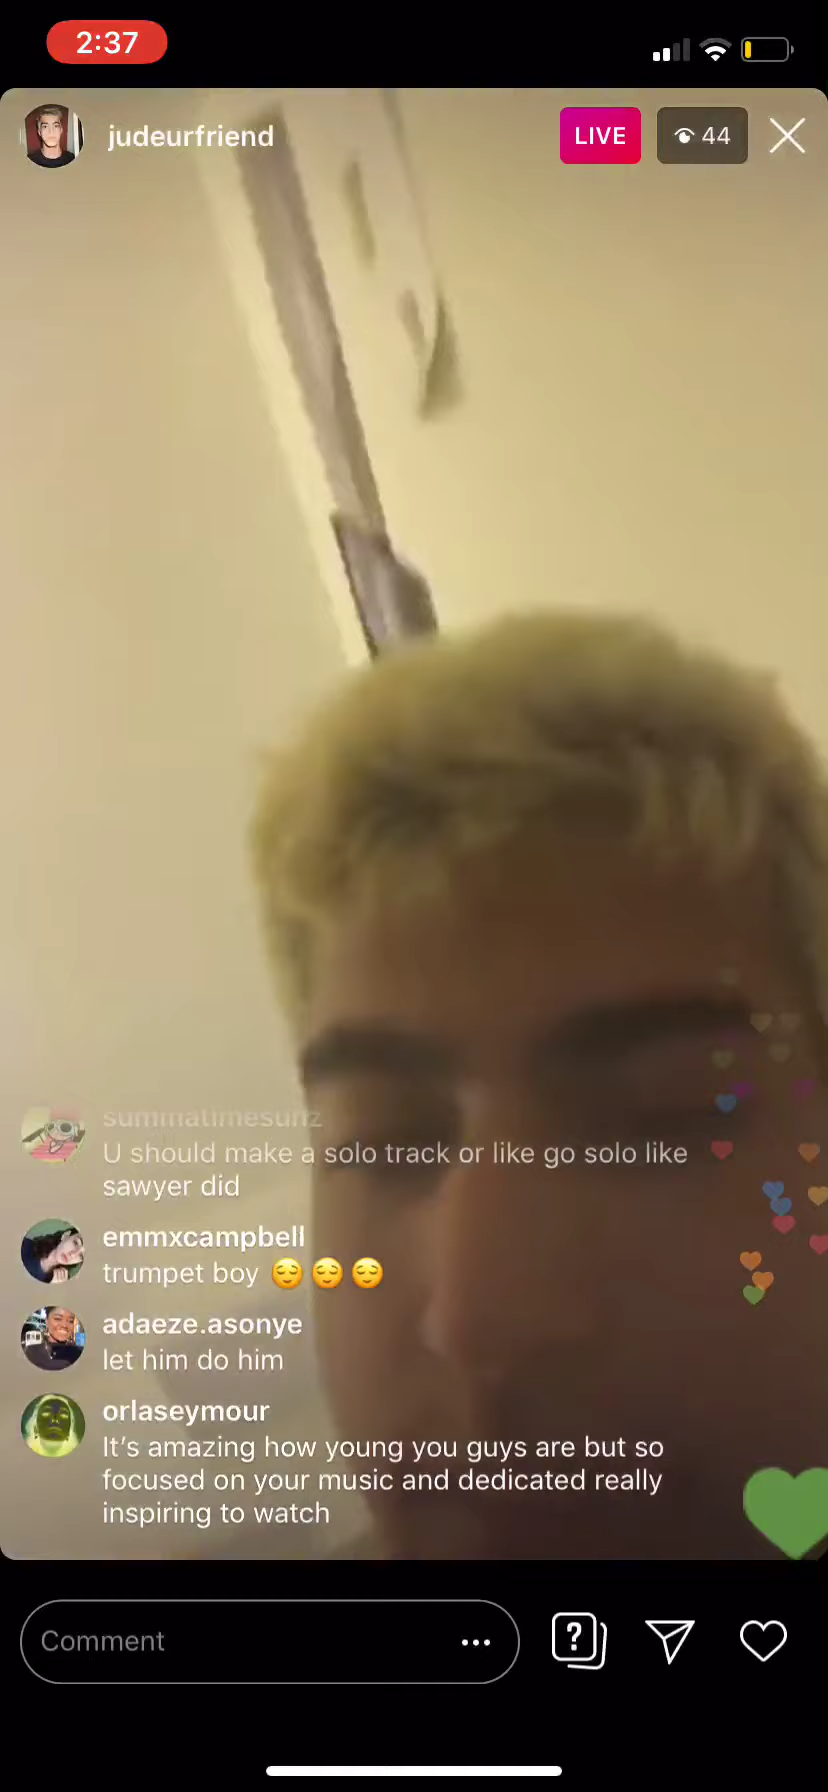 2:37
judeurfriend
LIVE
44
summatimesunz
U should make a solo track or like go solo like
sawyer did
emmxcampbell
trumpet boy 😌 😌 😌
adaeze.asonye
let him do him
orlaseymour
It's amazing how young you guys are but so
focused on your music and dedicated really
inspiring to watch
Comment
?